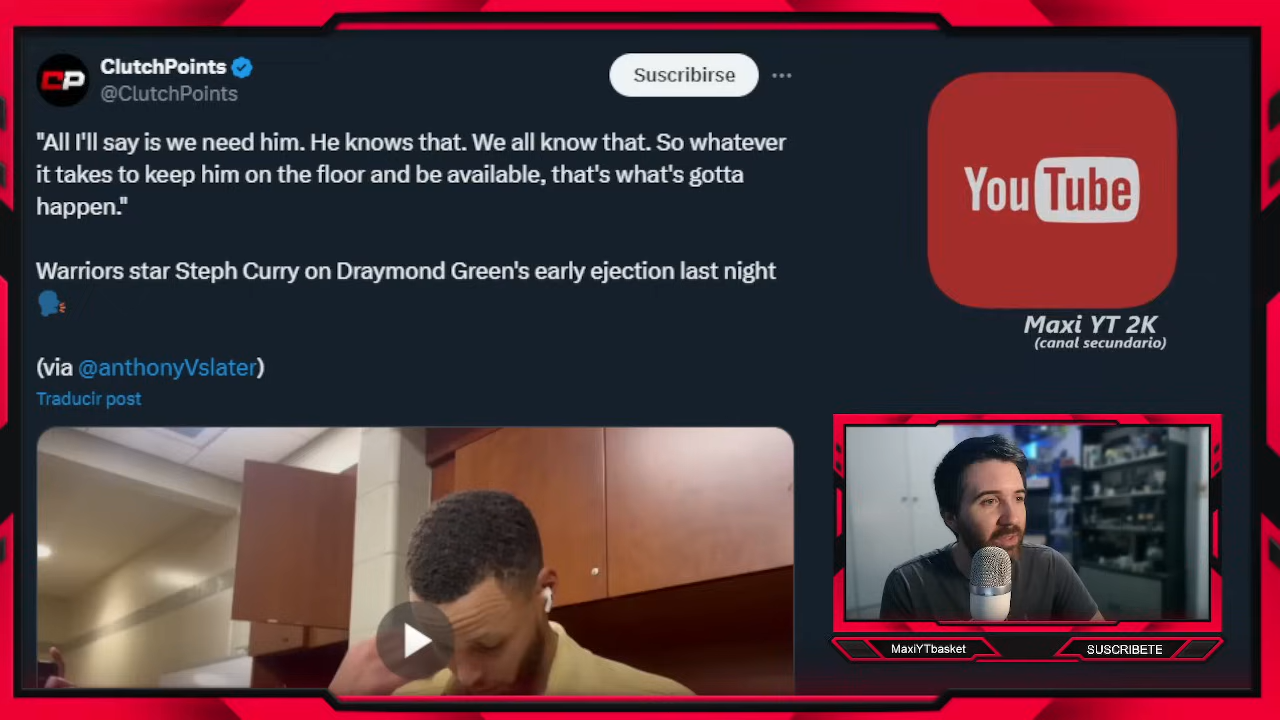 CP
ClutchPoints
@ClutchPoints
Suscribirse
"All I'll say is we need him. He knows that. We all know that. So whatever
it takes to keep him on the floor and be available, that's what's gotta
happen."
Warriors star Steph Curry on Draymond Green's early ejection last night
(via @anthonyVslater)
Traducir post
YouTube
Maxi YT 2K
(canal secundario)
MaxiYTbasket
SUSCRIBETE